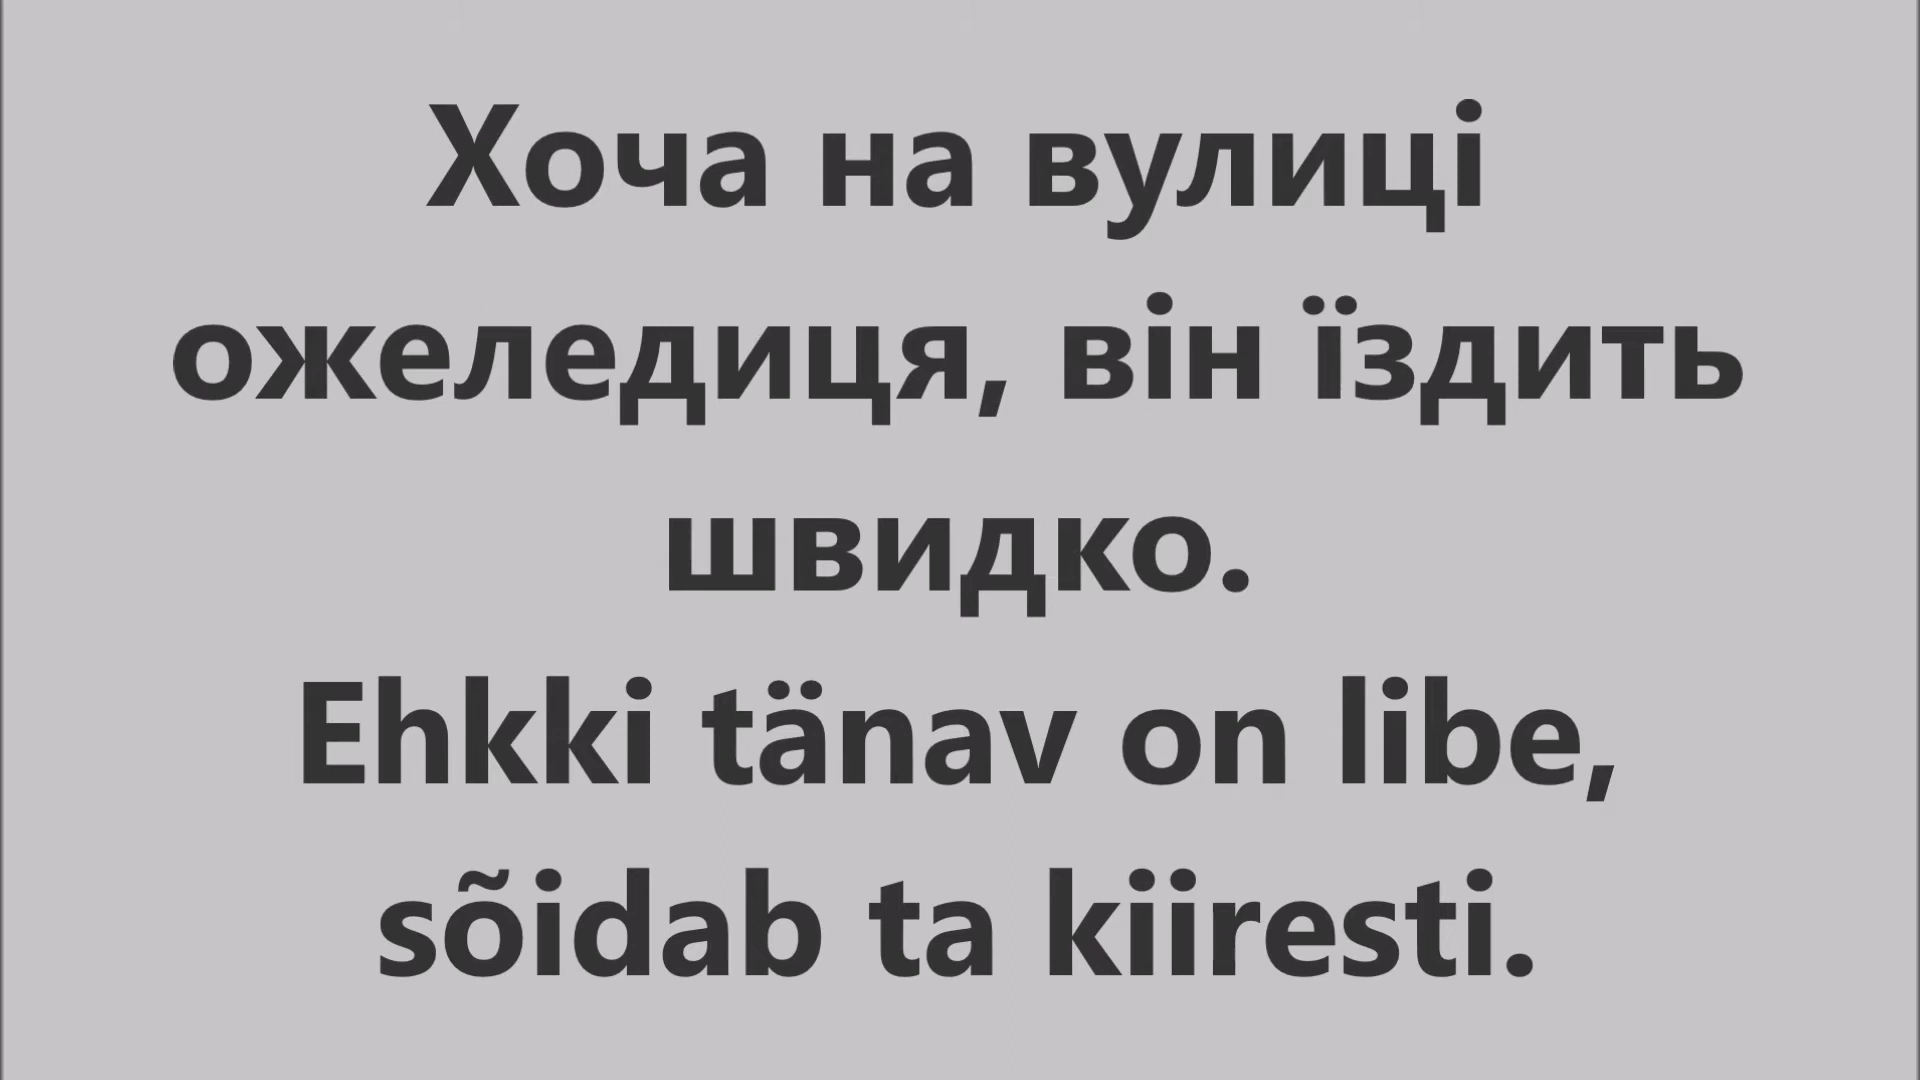 Хоча на вулиці
ожеледиця, він їздить
швидко.
Ehkki tänav on libe,
sõidab ta kiiresti.